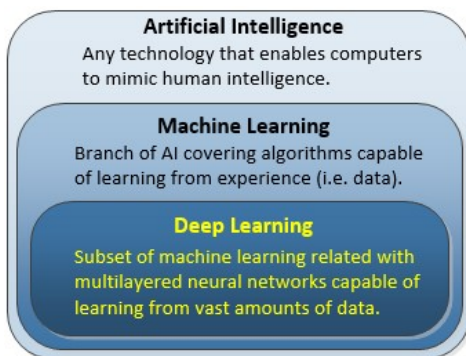 Artificial Intelligence
Any technology that enables computers
to mimic human intelligence.
Machine Learning
Branch of AI covering algorithms capable
of learning from experience (i.e. data).
Deep Learning
Subset of machine learning related with
multilayered neural networks capable of
learning from vast amounts of data.